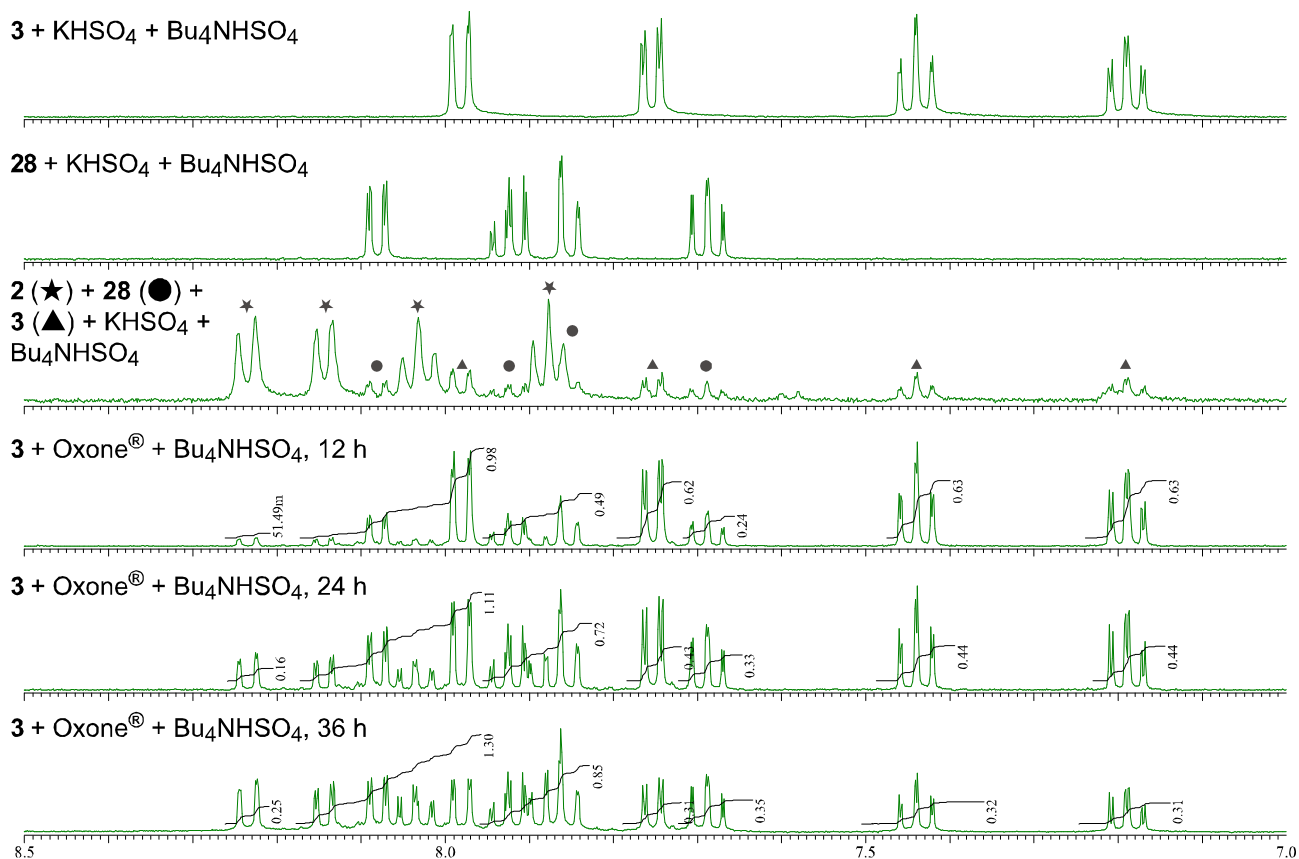 3 + KHSO4 + Bu4NHSO4
28 + KHSO4 + Bu4NHSO4
2 (★) + 28 (●) +
3 (▲) + KHSO4 +
Bu4NHSO4
3 + Oxone® + Bu4NHSO4, 12 h
51.49m
0.98
0.49
0.62
0.24
0.63
0.63
3 + Oxone® + Bu4NHSO4, 24 h
0.16
1.11
0.72
0.43
0.33
0.44
0.44
3 + Oxone® + Bu4NHSO4, 36 h
0.25
1.30
0.85
0.31
0.35
0.32
0.31
8.5 8.0 7.5 7.0